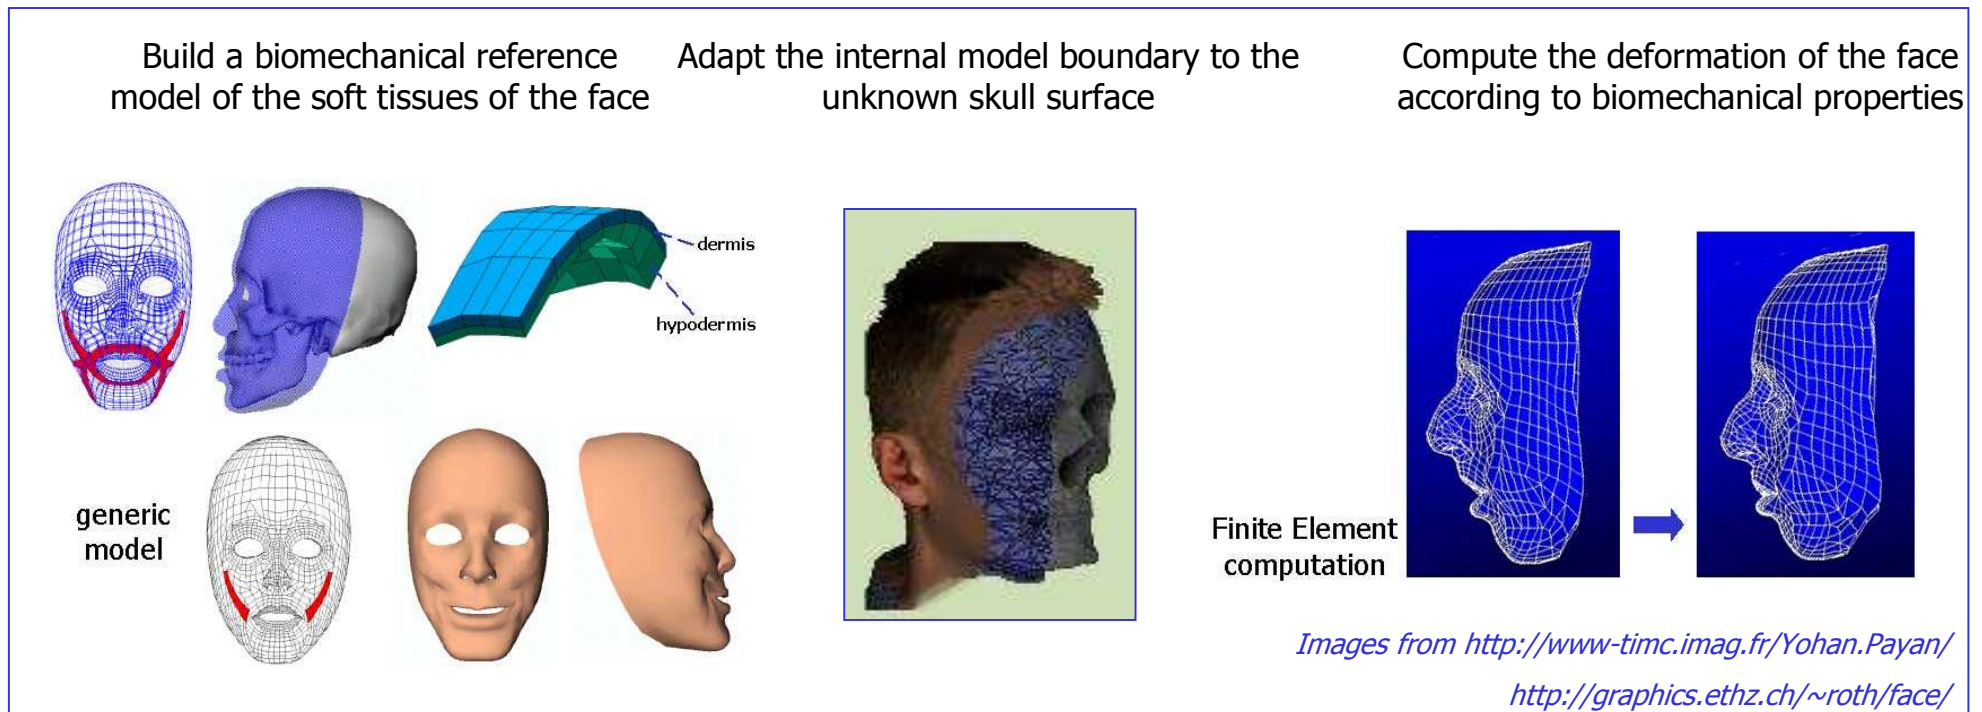 Build a biomechanical reference
model of the soft tissues of the face
Adapt the internal model boundary to the
unknown skull surface
Compute the deformation of the face
according to biomechanical properties
dermis
hypodermis
generic
model
Finite Element
computation
Images from http://www-timc.imag.fr/Yohan.Payan/
http://graphics.ethz.ch/~roth/face/